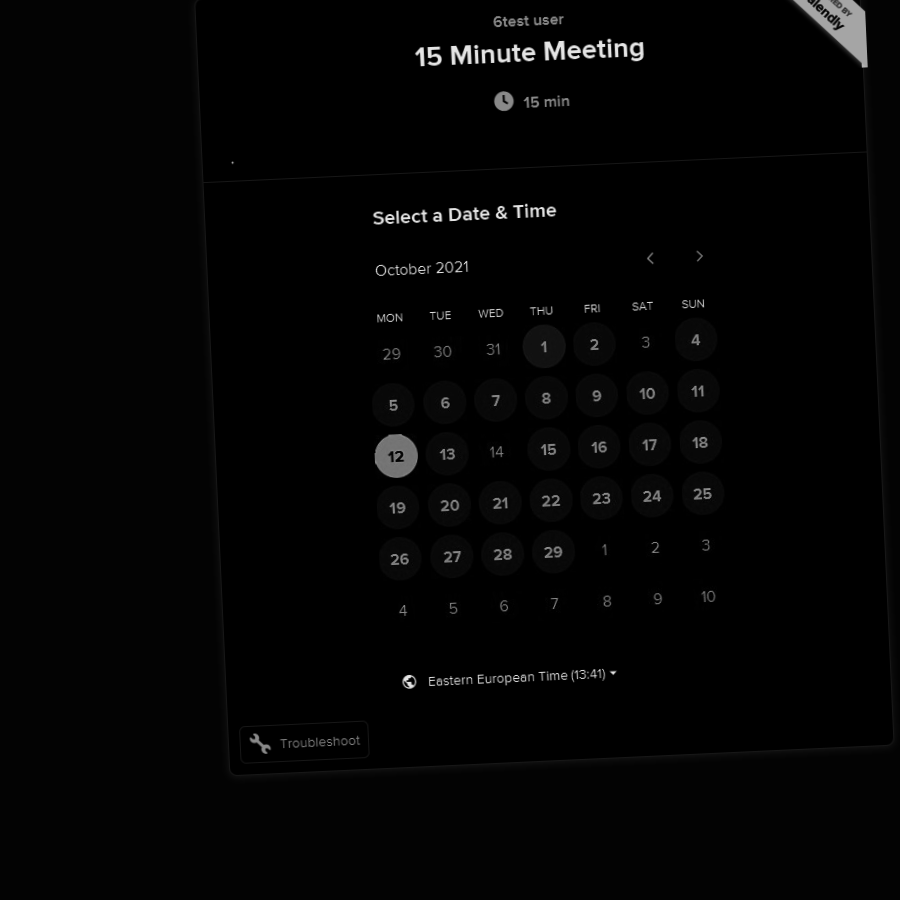 6test user
15 Minute Meeting
15 min
Select a Date & Time
October 2021
MON TUE WED THU FRI SAT SUN
29 30 31 1 2 3 4
5 6 7 8 9 10 11
12 13 14 15 16 17 18
19 20 21 22 23 24 25
26 27 28 29 1 2 3
4 5 6 7 8 9 10
Eastern European Time (13:41)
Troubleshoot